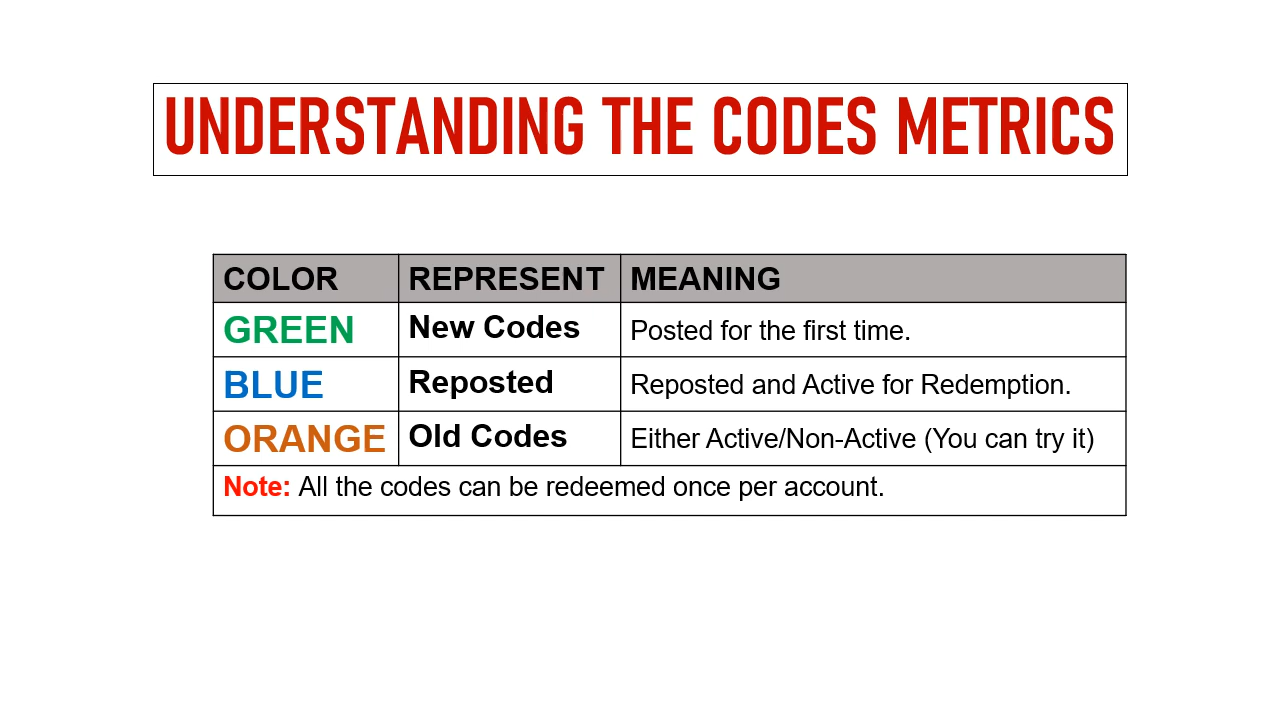 UNDERSTANDING THE CODES METRICS
COLOR REPRESENT MEANING
GREEN New Codes Posted for the first time.
BLUE Reposted Reposted and Active for Redemption.
ORANGE Old Codes Either Active/Non-Active (You can try it)
Note: All the codes can be redeemed once per account.